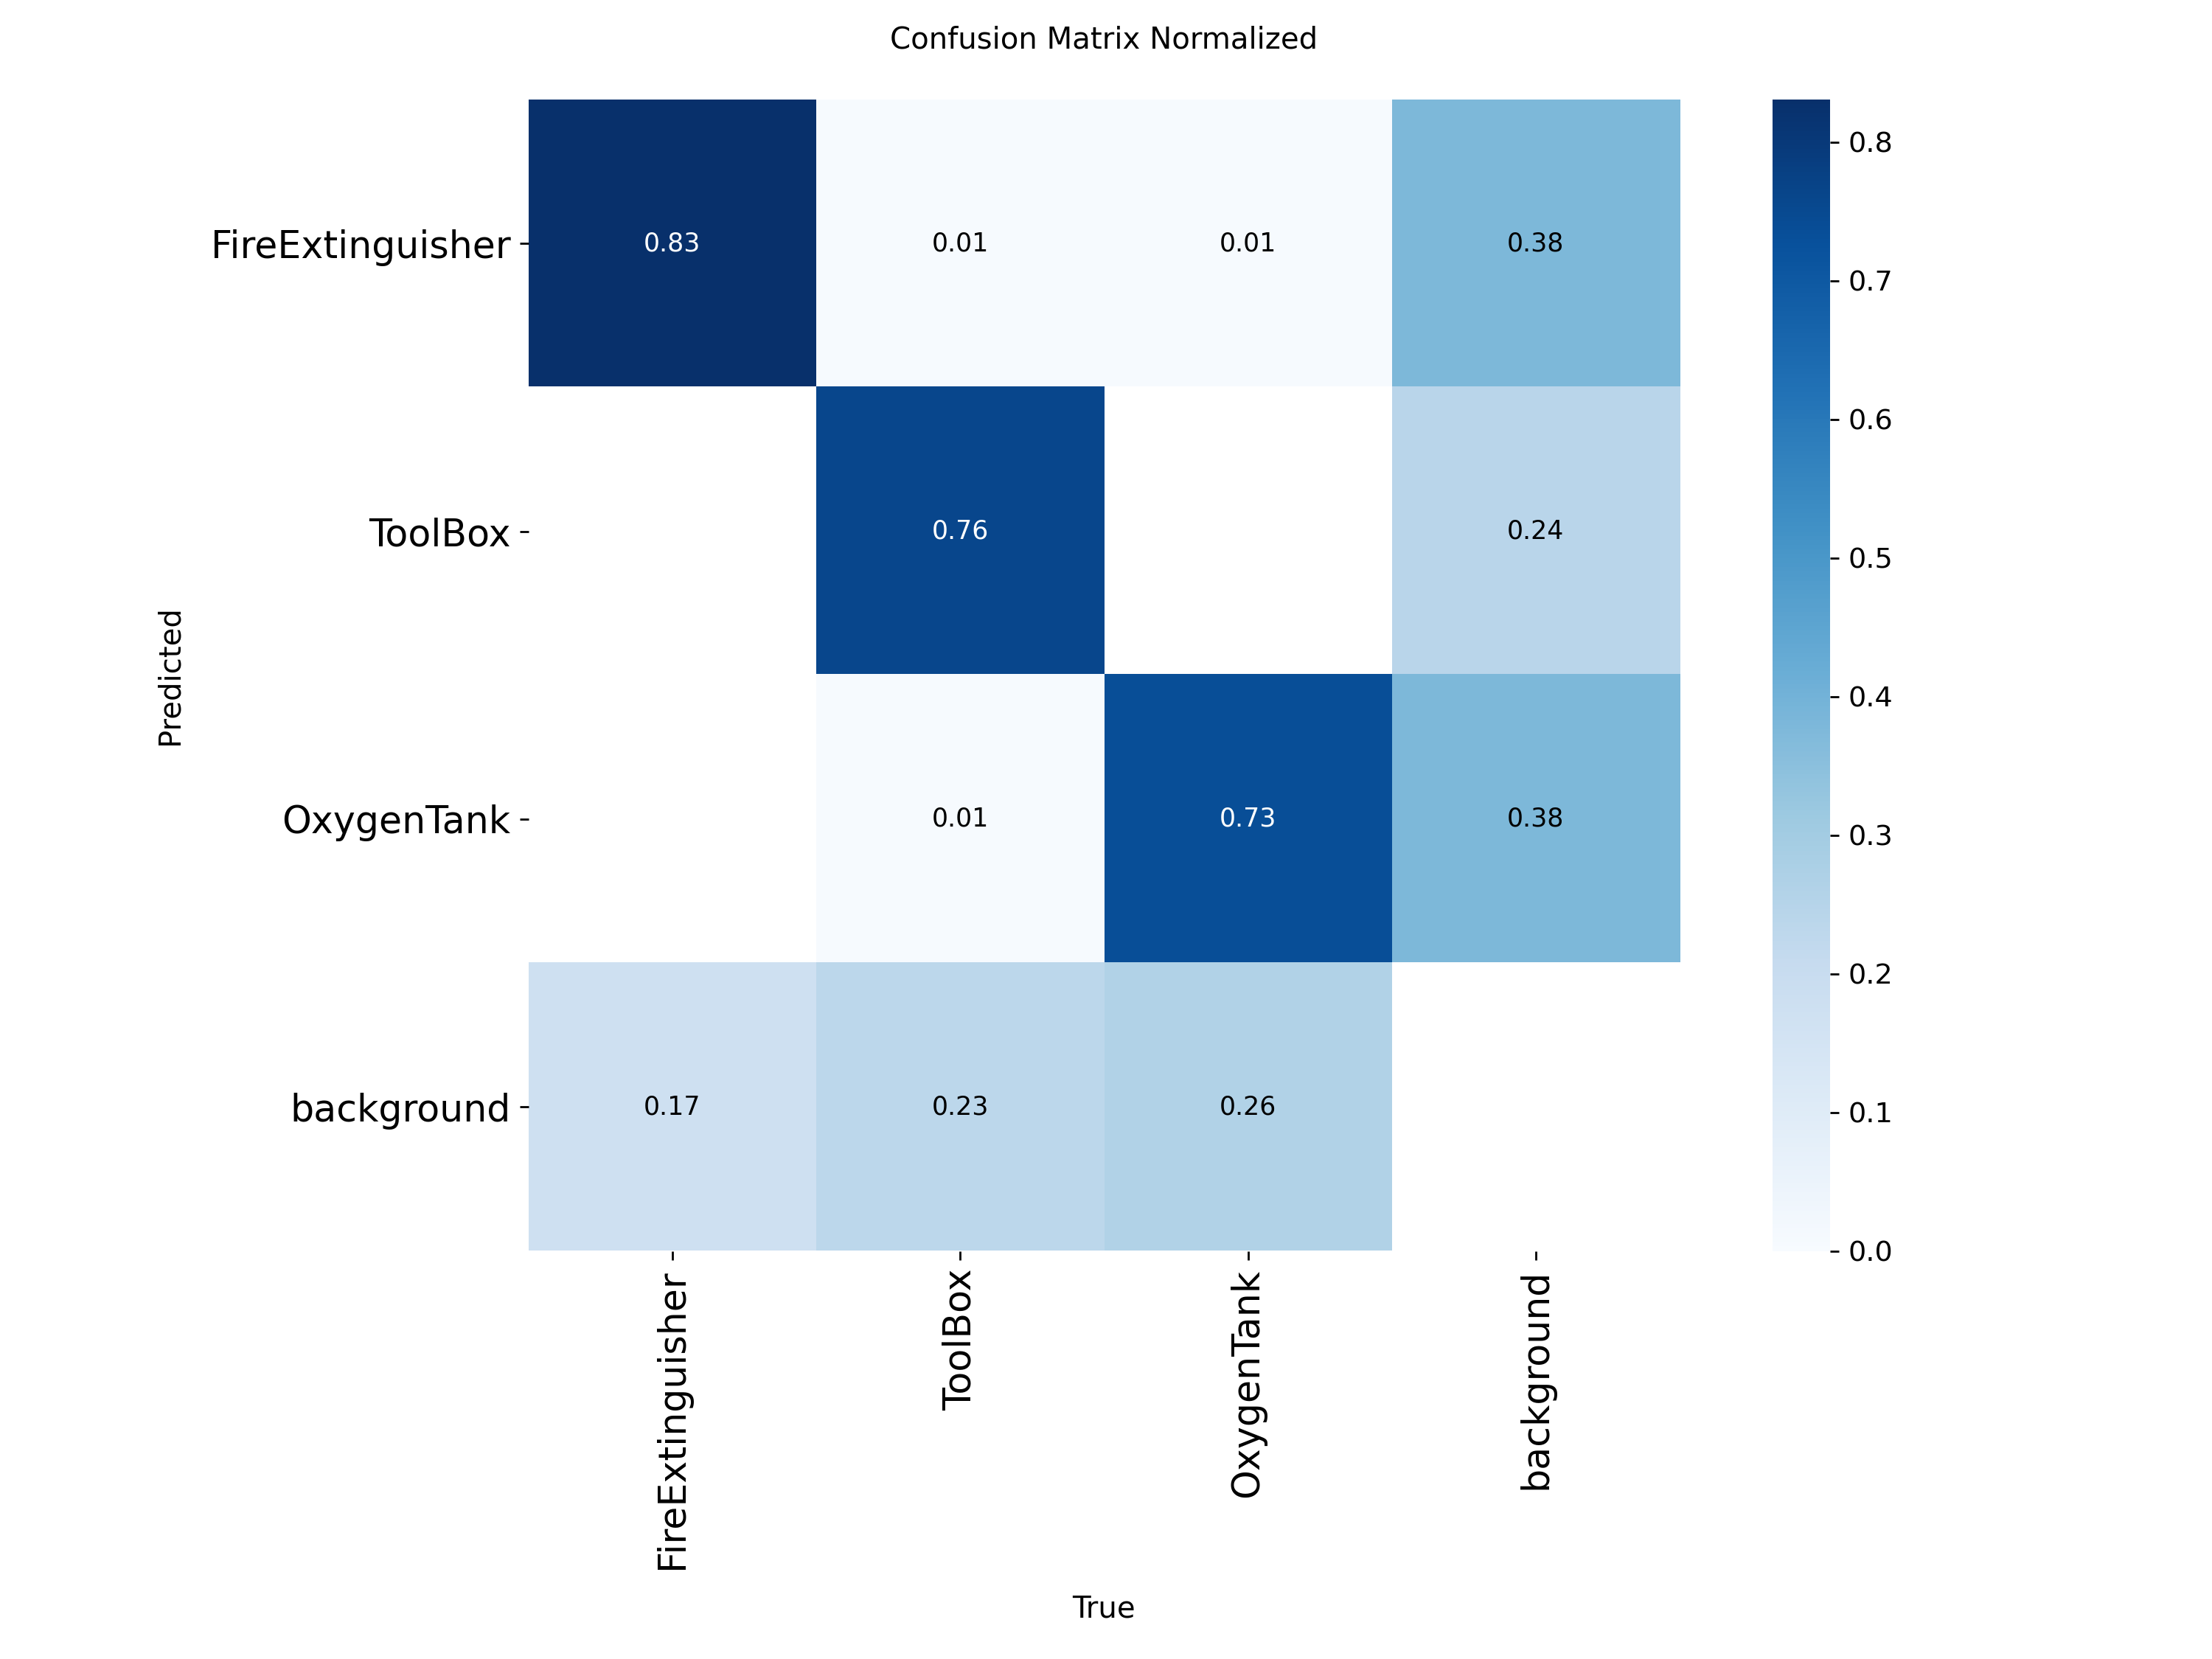 Confusion Matrix Normalized
FireExtinguisher
0.83
0.01
0.01
0.38
ToolBox
0.76
0.24
OxygenTank
0.01
0.73
0.38
background
0.17
0.23
0.26
Predicted
FireExtinguisher
ToolBox
OxygenTank
background
True
0.8
0.7
0.6
0.5
0.4
0.3
0.2
0.1
0.0